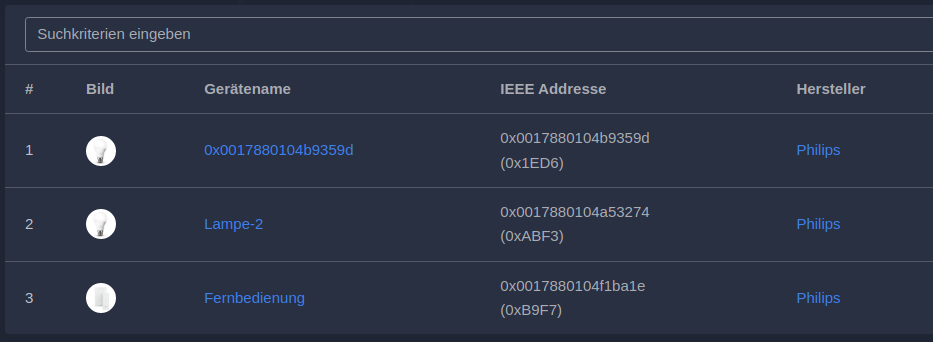 Suchkriterien eingeben
# Bild Gerätename IEEE Addresse Hersteller
1 0x0017880104b9359d 0x0017880104b9359d (0x1ED6) Philips
2 Lampe-2 0x0017880104a53274 (0xABF3) Philips
3 Fernbedienung 0x0017880104f1ba1e (0xB9F7) Philips